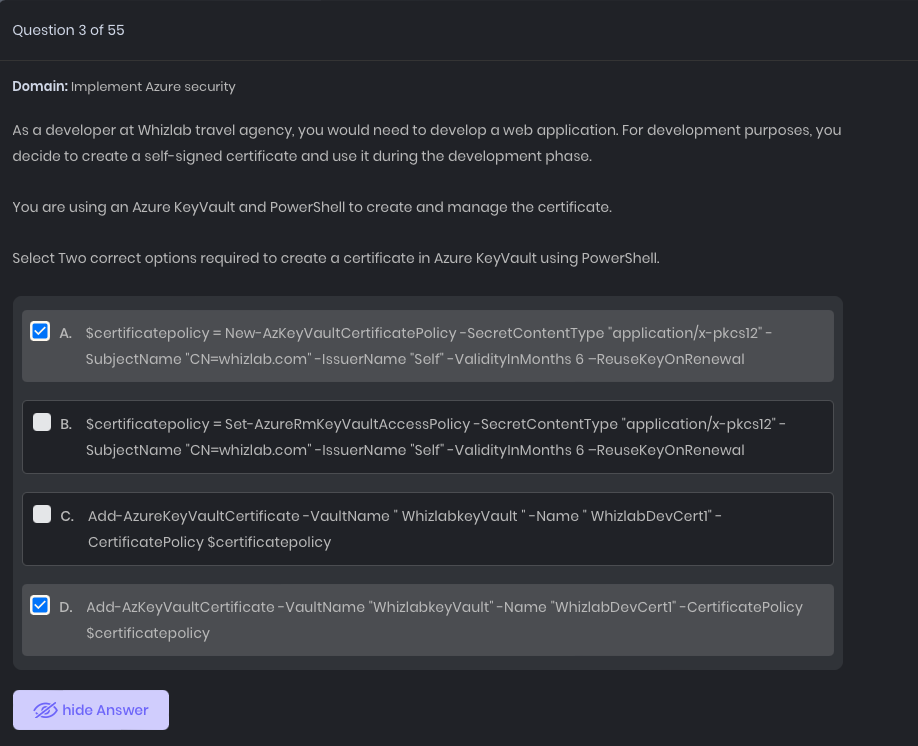 Question 3 of 55
Domain: Implement Azure security
As a developer at Whizlab travel agency, you would need to develop a web application. For development purposes, you
decide to create a self-signed certificate and use it during the development phase.
You are using an Azure KeyVault and PowerShell to create and manage the certificate.
Select Two correct options required to create a certificate in Azure KeyVault using PowerShell.
A. $certificatepolicy = New-AzKeyVaultCertificatePolicy -SecretContentType "application/x-pkcs12" -
SubjectName "CN=whizlab.com" -IssuerName "Self" -ValidityInMonths 6 –ReuseKeyOnRenewal
B. $certificatepolicy = Set-AzureRmKeyVaultAccessPolicy -SecretContentType "application/x-pkcs12" -
SubjectName "CN=whizlab.com" -IssuerName "Self" -ValidityInMonths 6 –ReuseKeyOnRenewal
C. Add-AzureKeyVaultCertificate –VaultName " WhizlabkeyVault " -Name " WhizlabDevCert1" -
CertificatePolicy $certificatepolicy
D. Add-AzKeyVaultCertificate -VaultName "WhizlabkeyVault" -Name "WhizlabDevCert1" -CertificatePolicy
$certificatepolicy
hide Answer